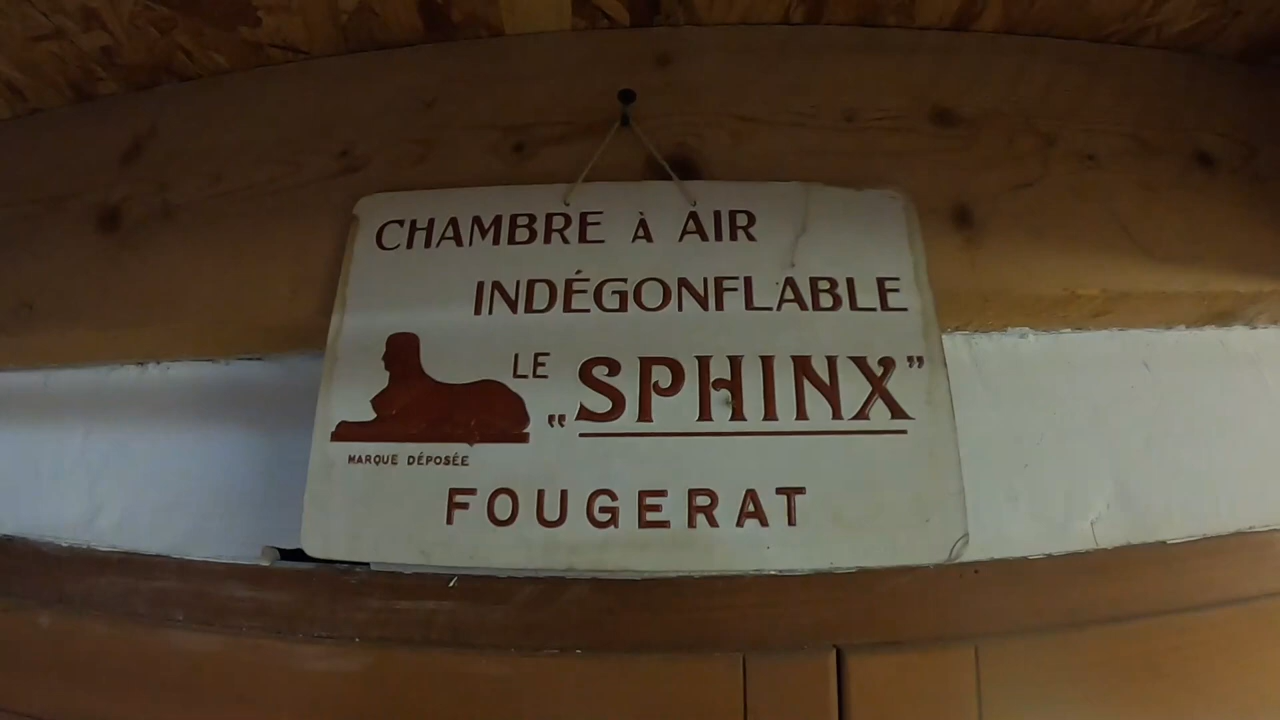 CHAMBRE À AIR
INDÉGONFLABLE
LE „SPHINX”
MARQUE DÉPOSÉE
FOUGERAT